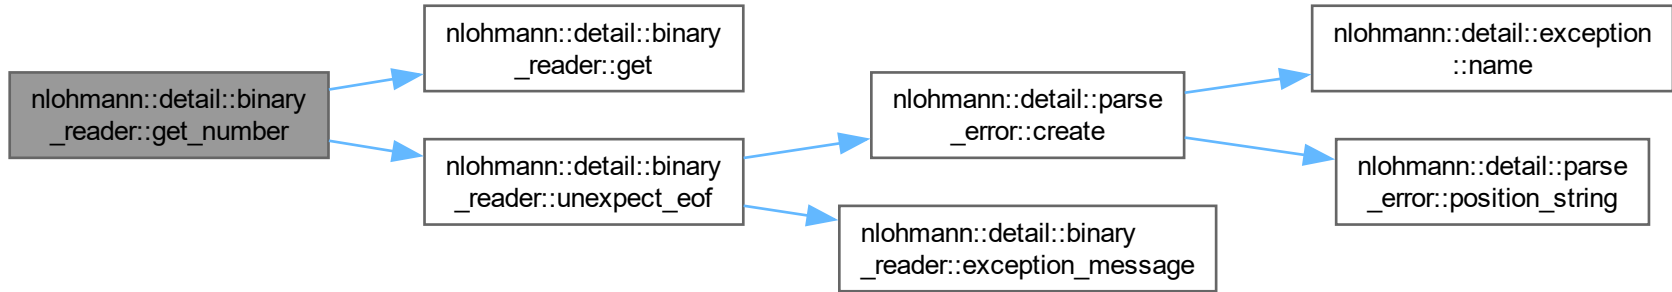 nlohmann::detail::binary
_reader::get_number
nlohmann::detail::binary
_reader::get
nlohmann::detail::binary
_reader::unexpect_eof
nlohmann::detail::parse
_error::create
nlohmann::detail::binary
_reader::exception_message
nlohmann::detail::exception
::name
nlohmann::detail::parse
_error::position_string